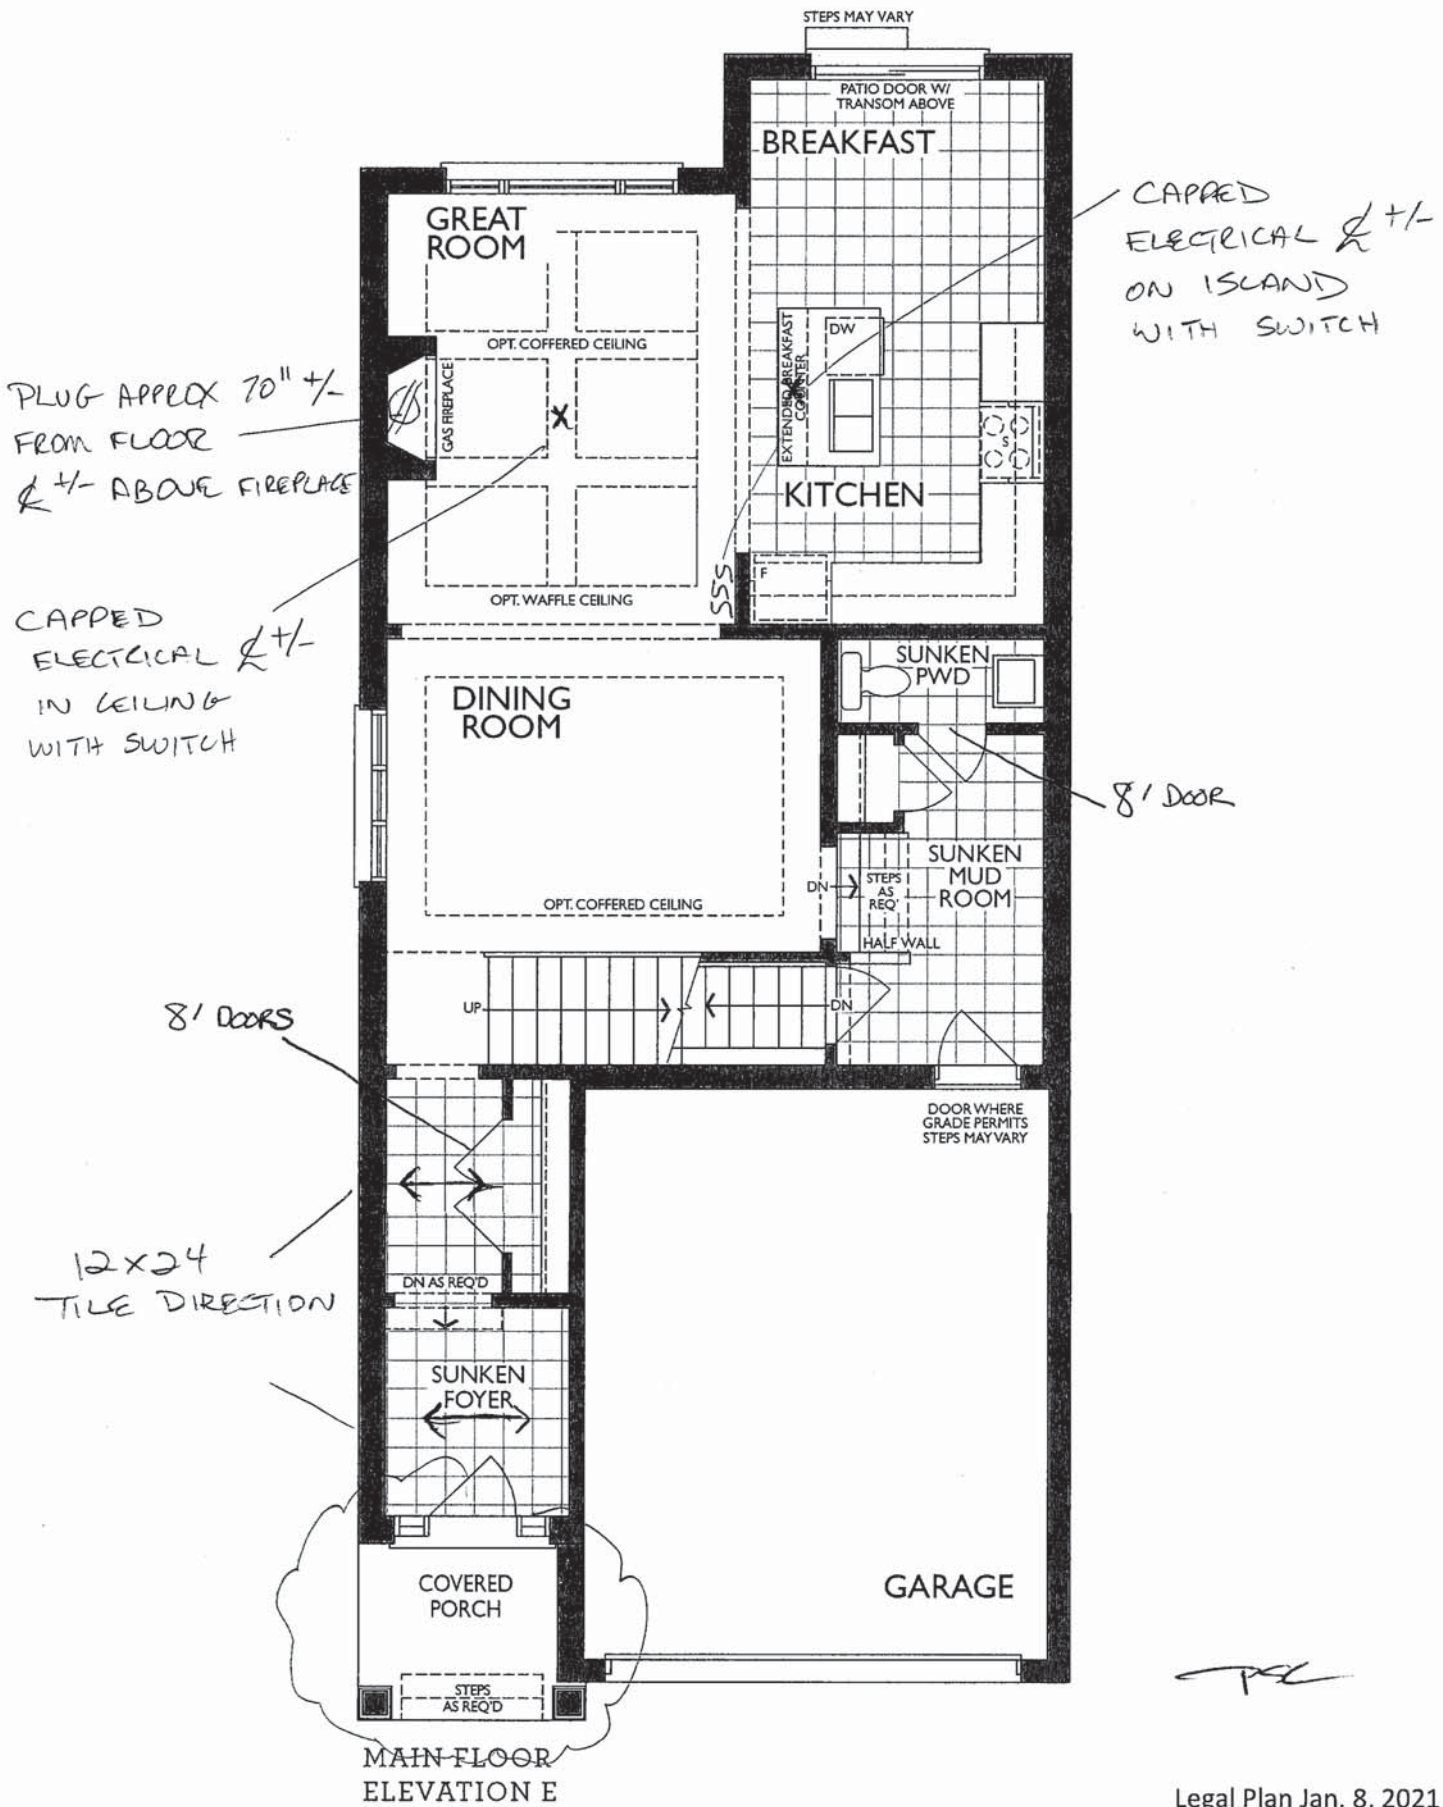 STEPS MAY VARY
PATIO DOOR W/
TRANSOM ABOVE
BREAKFAST
CAPPED
ELECTRICAL ℄ +/-
ON ISLAND
WITH SWITCH
GREAT
ROOM
OPT. COFFERED CEILING
EXTENDED BREAKFAST
COUNTER
DW
PLUG APPROX 70" +/-
FROM FLOOR
℄ +/- ABOVE FIREPLACE
GAS FIREPLACE
X
S
KITCHEN
F
SSS
OPT. WAFFLE CEILING
CAPPED
ELECTRICAL ℄ +/-
IN CEILING
WITH SWITCH
SUNKEN
PWD
DINING
ROOM
8' DOOR
SUNKEN
MUD
ROOM
DN
STEPS
AS
REQ'
OPT. COFFERED CEILING
HALF WALL
UP
DN
8' DOORS
DOOR WHERE
GRADE PERMITS
STEPS MAY VARY
12x24
TILE DIRECTION
DN AS REQ'D
SUNKEN
FOYER
COVERED
PORCH
GARAGE
STEPS
AS REQ'D
MAIN FLOOR
ELEVATION E
Legal Plan Jan. 8, 2021